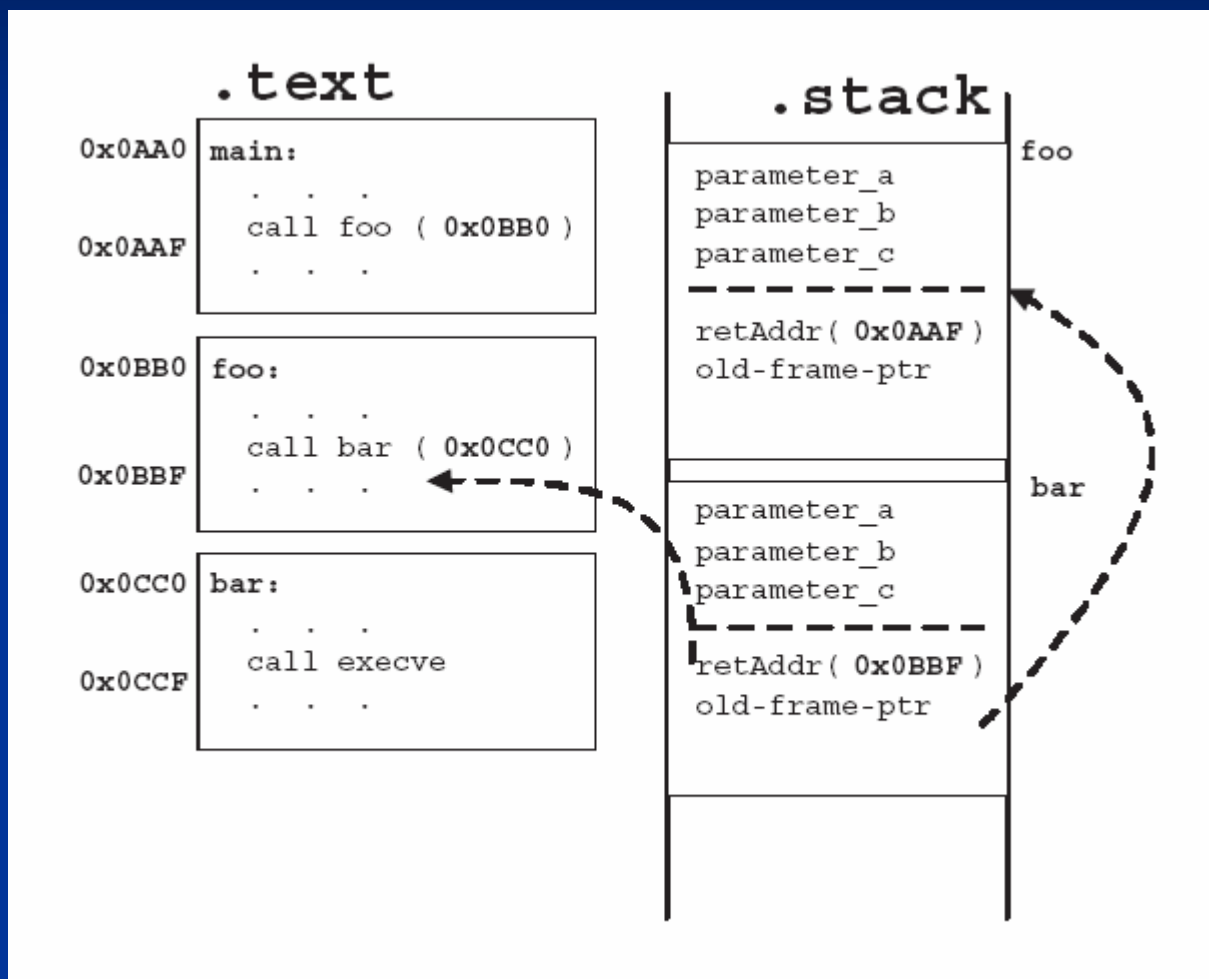 .text
0x0AA0
main:
. . .
call foo ( 0x0BB0 )
0x0AAF
. . .
0x0BB0
foo:
. . .
call bar ( 0x0CC0 )
0x0BBF
. . .
0x0CC0
bar:
. . .
call execve
0x0CCF
. . .
.stack
foo
parameter_a
parameter_b
parameter_c
retAddr( 0x0AAF )
old-frame-ptr
bar
parameter_a
parameter_b
parameter_c
retAddr( 0x0BBF )
old-frame-ptr